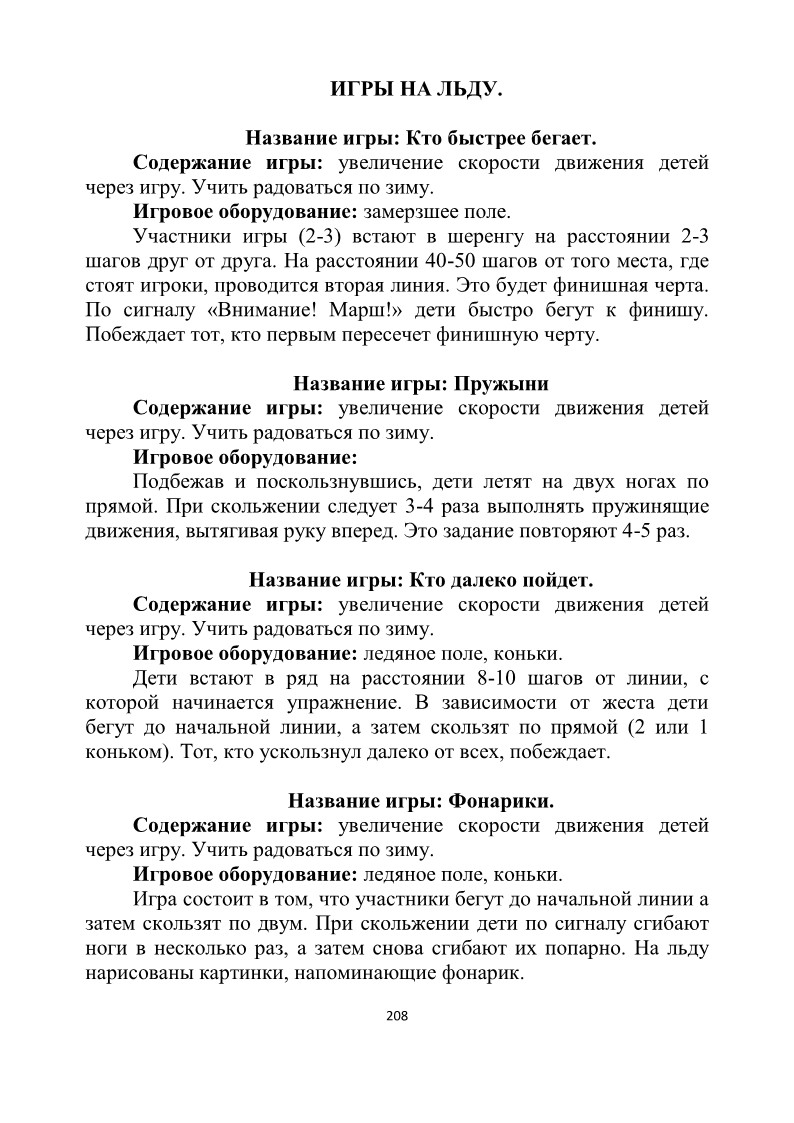 ИГРЫ НА ЛЬДУ.
Название игры: Кто быстрее бегает.
Содержание игры: увеличение скорости движения детей
через игру. Учить радоваться по зиму.
Игровое оборудование: замерзшее поле.
Участники игры (2-3) встают в шеренгу на расстоянии 2-3
шагов друг от друга. На расстоянии 40-50 шагов от того места, где
стоят игроки, проводится вторая линия. Это будет финишная черта.
По сигналу «Внимание! Марш!» дети быстро бегут к финишу.
Побеждает тот, кто первым пересечет финишную черту.
Название игры: Пружыни
Содержание игры: увеличение скорости движения детей
через игру. Учить радоваться по зиму.
Игровое оборудование:
Подбежав и поскользнувшись, дети летят на двух ногах по
прямой. При скольжении следует 3-4 раза выполнять пружинящие
движения, вытягивая руку вперед. Это задание повторяют 4-5 раз.
Название игры: Кто далеко пойдет.
Содержание игры: увеличение скорости движения детей
через игру. Учить радоваться по зиму.
Игровое оборудование: ледяное поле, коньки.
Дети встают в ряд на расстоянии 8-10 шагов от линии, с
которой начинается упражнение. В зависимости от жеста дети
бегут до начальной линии, а затем скользят по прямой (2 или 1
коньком). Тот, кто ускользнул далеко от всех, побеждает.
Название игры: Фонарики.
Содержание игры: увеличение скорости движения детей
через игру. Учить радоваться по зиму.
Игровое оборудование: ледяное поле, коньки.
Игра состоит в том, что участники бегут до начальной линии а
затем скользят по двум. При скольжении дети по сигналу сгибают
ноги в несколько раз, а затем снова сгибают их попарно. На льду
нарисованы картинки, напоминающие фонарик.
208